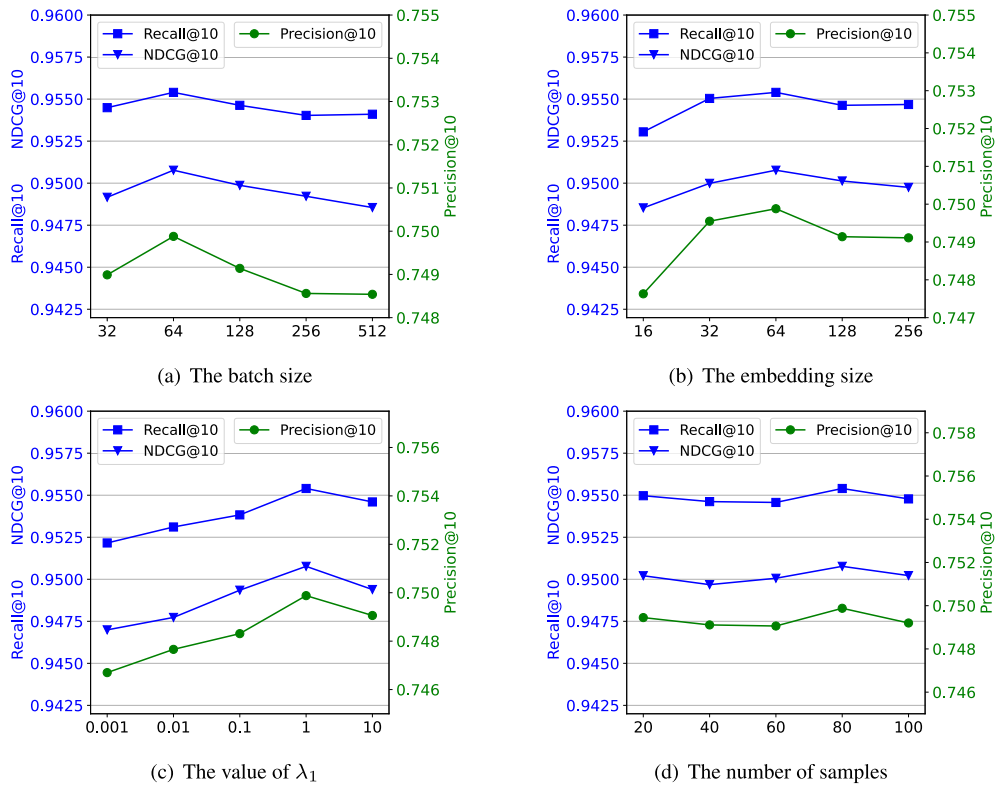 0.9600
0.9575
0.9550
0.9525
0.9500
0.9475
0.9450
0.9425
NDCG@10
Recall@10
Recall@10
NDCG@10
Precision@10
0.755
0.754
0.753
0.752
0.751
0.750
0.749
0.748
Precision@10
32 64 128 256 512
(a) The batch size
0.9600
0.9575
0.9550
0.9525
0.9500
0.9475
0.9450
0.9425
NDCG@10
Recall@10
Recall@10
NDCG@10
Precision@10
0.755
0.754
0.753
0.752
0.751
0.750
0.749
0.748
0.747
Precision@10
16 32 64 128 256
(b) The embedding size
0.9600
0.9575
0.9550
0.9525
0.9500
0.9475
0.9450
0.9425
NDCG@10
Recall@10
Recall@10
NDCG@10
Precision@10
0.756
0.754
0.752
0.750
0.748
0.746
Precision@10
0.001 0.01 0.1 1 10
(c) The value of λ₁
0.9600
0.9575
0.9550
0.9525
0.9500
0.9475
0.9450
0.9425
NDCG@10
Recall@10
Recall@10
NDCG@10
Precision@10
0.758
0.756
0.754
0.752
0.750
0.748
0.746
Precision@10
20 40 60 80 100
(d) The number of samples